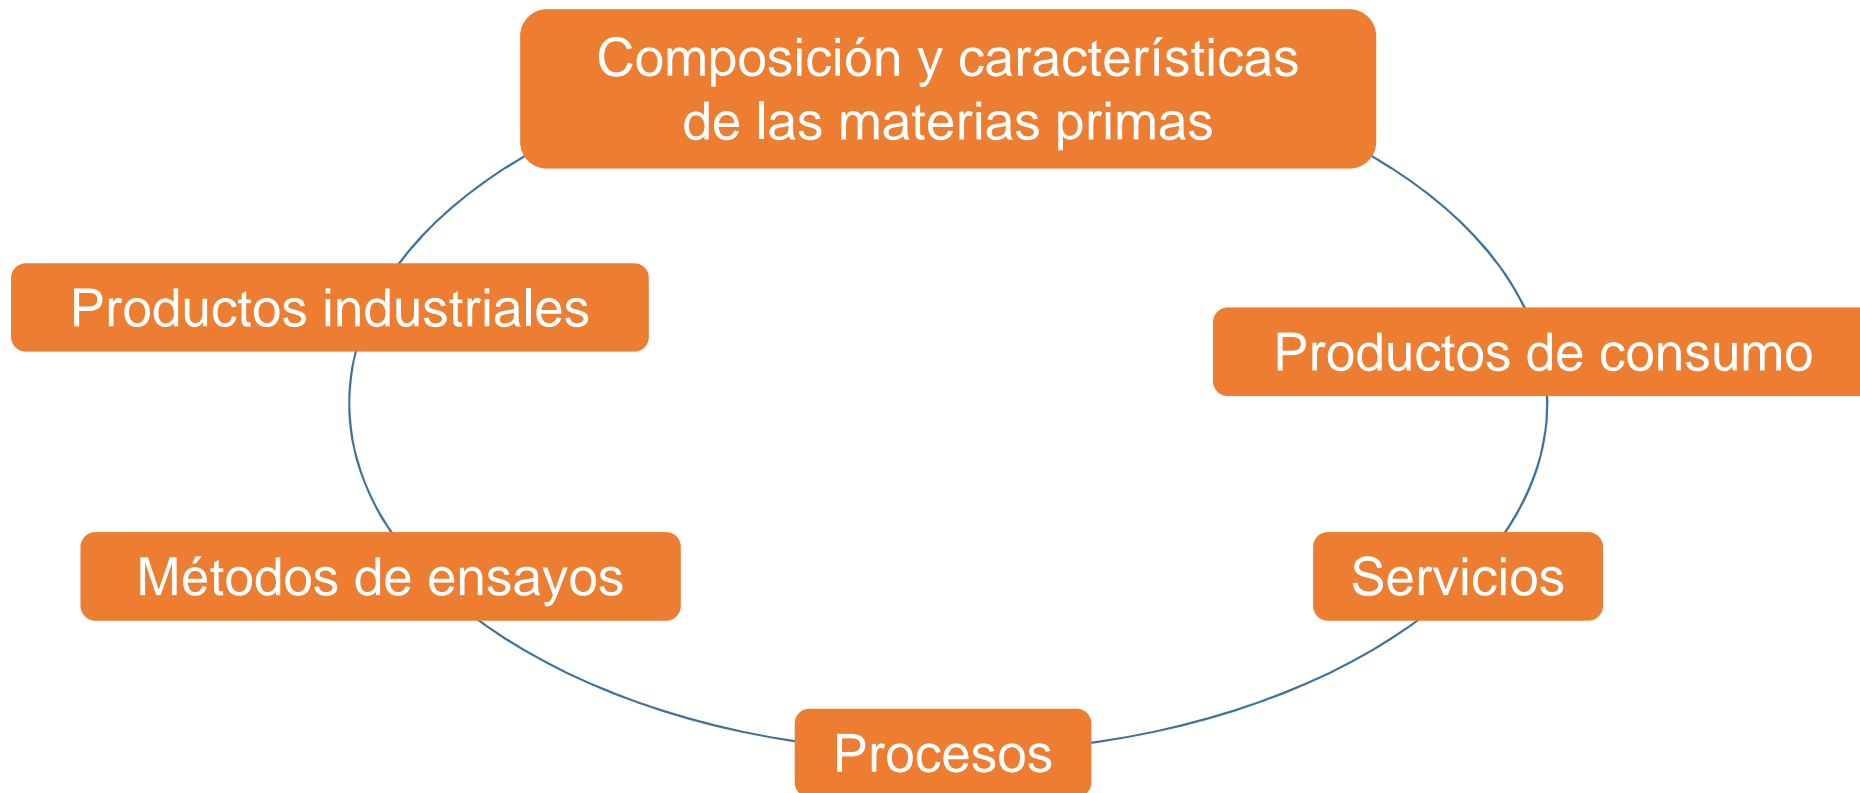 Composición y características
de las materias primas
Productos industriales
Productos de consumo
Métodos de ensayos
Servicios
Procesos